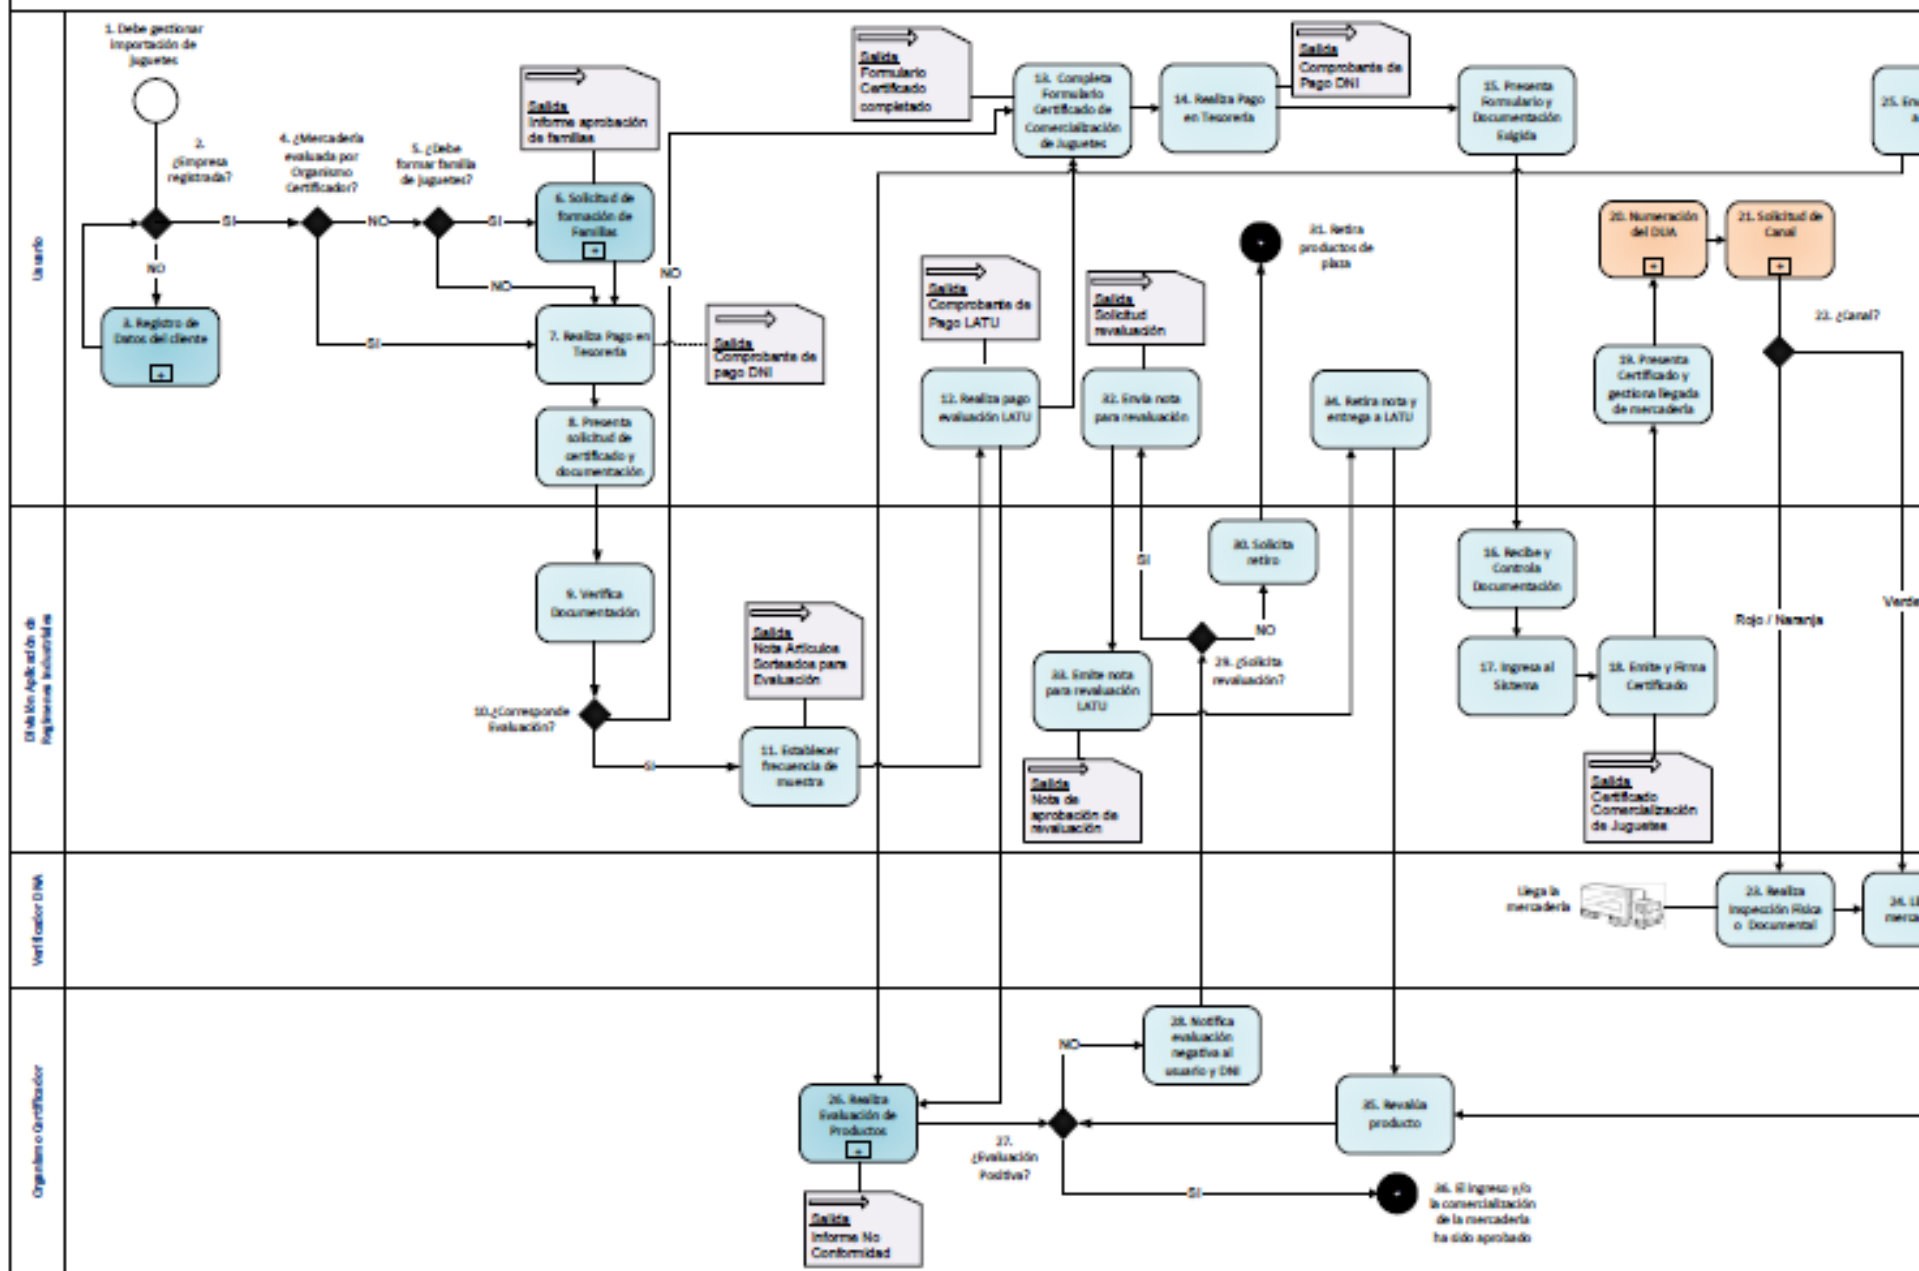 1. Debe gestionar
importación de
juguetes
2.
¿Empresa
registrada?
SI
NO
3. Registro de
Datos del cliente
4. ¿Mercadería
evaluada por
Organismo
Certificador?
NO
SI
5. ¿Debe
formar familia
de juguetes?
SI
NO
Salida
Informe aprobación
de familias
6. Solicitud de
formación de
Familias
7. Realiza Pago en
Tesorería
Salida
Comprobante de
pago DNI
8. Presenta
solicitud de
certificado y
documentación
NO
Salida
Formulario
Certificado
completado
13. Completa
Formulario
Certificado de
Comercialización
de Juguetes
14. Realiza Pago
en Tesorería
Salida
Comprobante de
Pago DNI
15. Presenta
Formulario y
Documentación
Exigida
Salida
Comprobante de
Pago LATU
12. Realiza pago
evaluación LATU
Salida
Solicitud
revaluación
32. Envía nota
para revaluación
31. Retira
productos de
plaza
34. Retira nota y
entrega a LATU
20. Numeración
del DUA
21. Solicitud de
Canal
22. ¿Canal?
19. Presenta
Certificado y
gestiona llegada
de mercadería
Usuario
División Aplicación de
Regímenes Industriales
9. Verifica
Documentación
10.¿Corresponde
Evaluación?
SI
Salida
Nota Artículos
Sorteados para
Evaluación
11. Establecer
frecuencia de
muestra
SI
30. Solicita
retiro
NO
29. ¿Solicita
revaluación?
33. Emite nota
para revaluación
LATU
Salida
Nota de
aprobación de
revaluación
16. Recibe y
Controla
Documentación
17. Ingresa al
Sistema
18. Emite y Firma
Certificado
Salida
Certificado
Comercialización
de Juguetes
Rojo / Naranja
Verde
Verificador DNA
Llega la
mercadería
23. Realiza
Inspección Física
o Documental
24.
Organismo Certificador
26. Realiza
Evaluación de
Productos
Salida
Informe No
Conformidad
27.
¿Evaluación
Positiva?
NO
SI
28. Notifica
evaluación
negativa al
usuario y DNI
35. Revalúa
producto
36. El ingreso y/o
la comercialización
de la mercadería
ha sido aprobado
25.